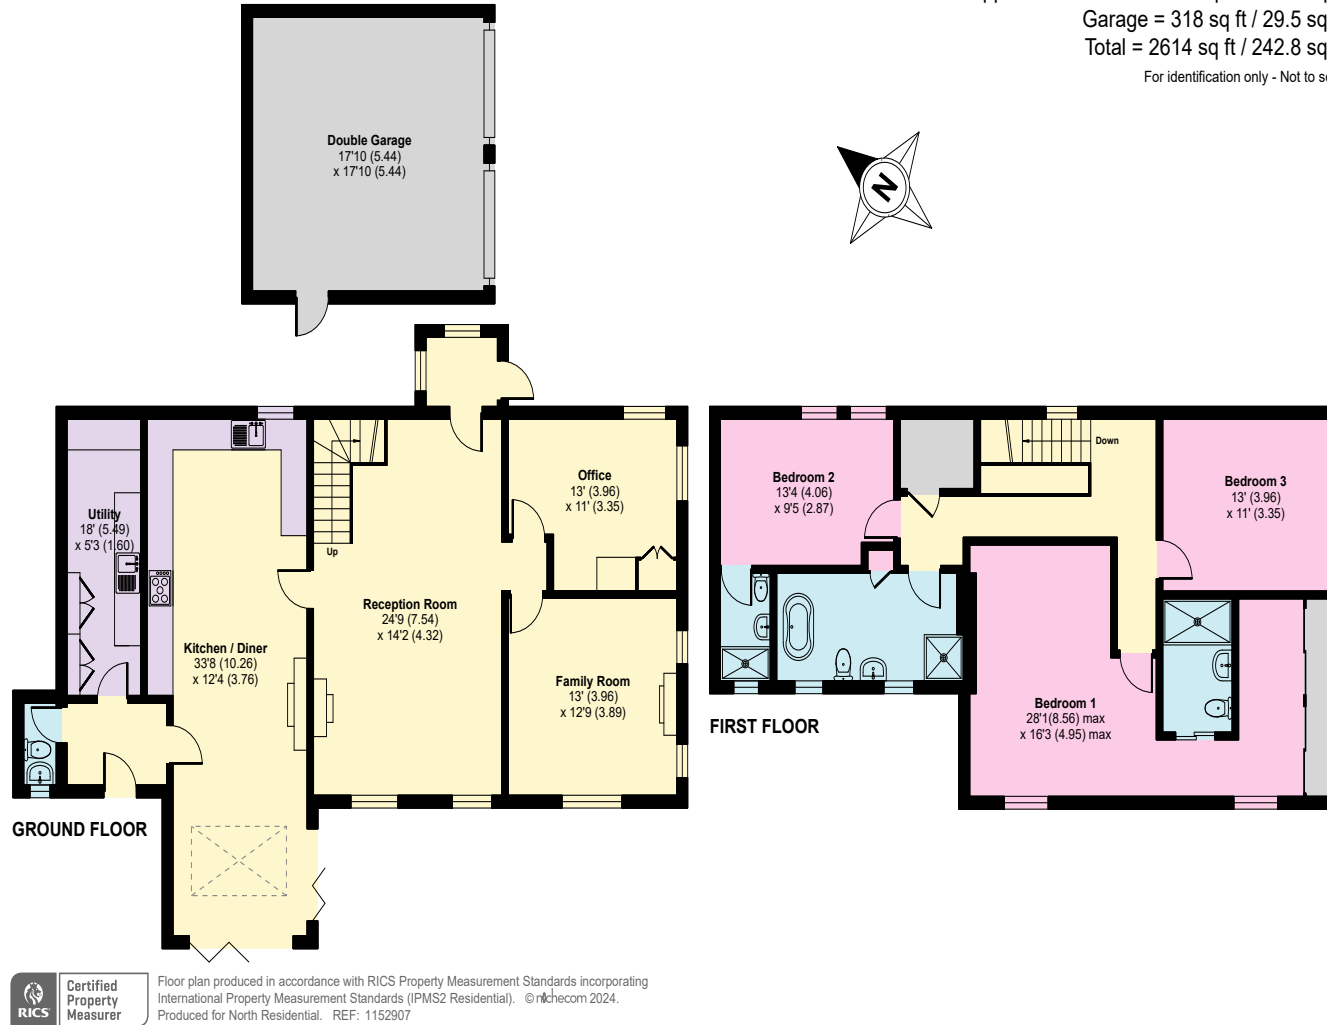 Garage = 318 sq ft / 29.5 sq
Total = 2614 sq ft / 242.8 sq
For identification only - Not to
Double Garage
17'10 (5.44)
x 17'10 (5.44)
N
Utility
18' (5.49)
x 5'3 (1.60)
Up
Office
13' (3.96)
x 11' (3.35)
Reception Room
24'9 (7.54)
x 14'2 (4.32)
Kitchen / Diner
33'8 (10.26)
x 12'4 (3.76)
Family Room
13' (3.96)
x 12'9 (3.89)
GROUND FLOOR
Bedroom 2
13'4 (4.06)
x 9'5 (2.87)
Down
Bedroom 3
13' (3.96)
x 11' (3.35)
Bedroom 1
28'1(8.56) max
x 16'3 (4.95) max
FIRST FLOOR
RICS
Certified
Property
Measurer
Floor plan produced in accordance with RICS Property Measurement Standards incorporating
International Property Measurement Standards (IPMS2 Residential). © nichecom 2024.
Produced for North Residential. REF: 1152907